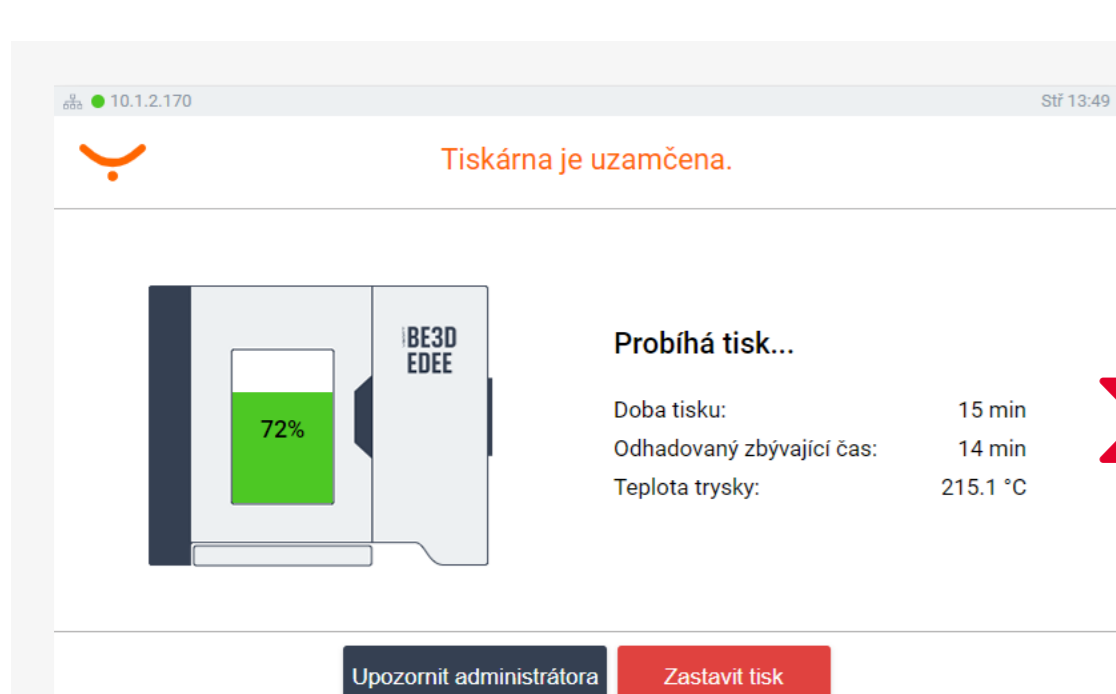 10.1.2.170 Stř 13:49
Tiskárna je uzamčena.
BE3D
EDEE
72%
Probíhá tisk...
Doba tisku: 15 min
Odhadovaný zbývající čas: 14 min
Teplota trysky: 215.1 °C
Upozornit administrátora Zastavit tisk